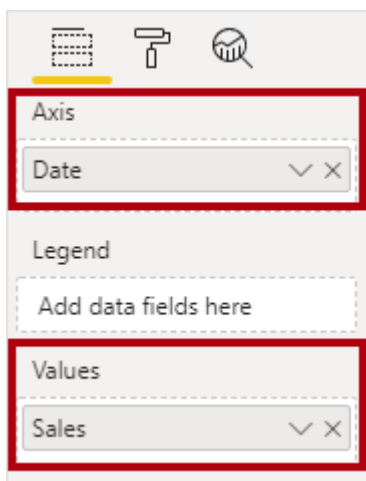 Axis
Date
Legend
Add data fields here
Values
Sales